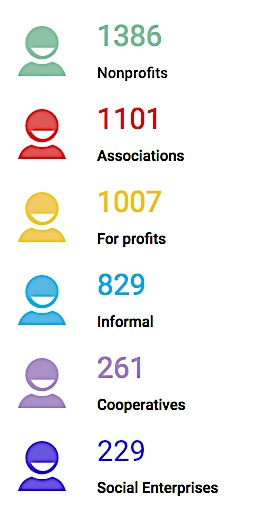 1386
Nonprofits
1101
Associations
1007
For profits
829
Informal
261
Cooperatives
229
Social Enterprises